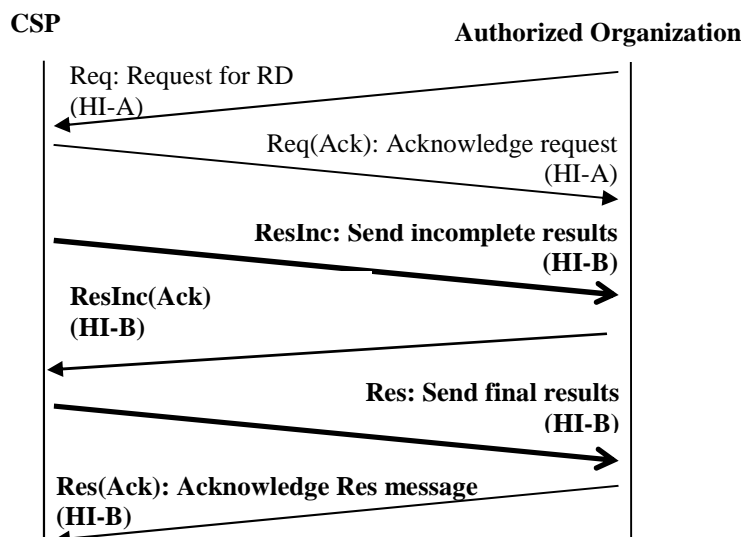 CSP
Authorized Organization
Req: Request for RD
(HI-A)
Req(Ack): Acknowledge request
(HI-A)
ResInc: Send incomplete results
(HI-B)
ResInc(Ack)
(HI-B)
Res: Send final results
(HI-B)
Res(Ack): Acknowledge Res message
(HI-B)